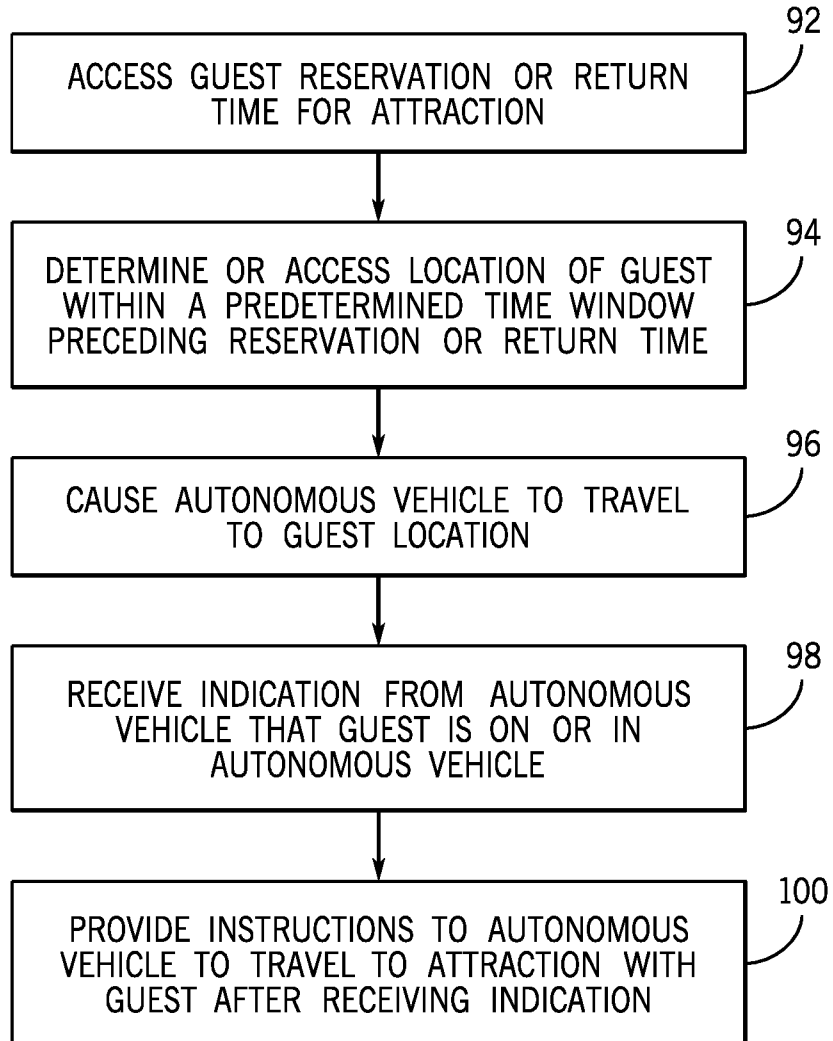 92
ACCESS GUEST RESERVATION OR RETURN
TIME FOR ATTRACTION
94
DETERMINE OR ACCESS LOCATION OF GUEST
WITHIN A PREDETERMINED TIME WINDOW
PRECEDING RESERVATION OR RETURN TIME
96
CAUSE AUTONOMOUS VEHICLE TO TRAVEL
TO GUEST LOCATION
98
RECEIVE INDICATION FROM AUTONOMOUS
VEHICLE THAT GUEST IS ON OR IN
AUTONOMOUS VEHICLE
100
PROVIDE INSTRUCTIONS TO AUTONOMOUS
VEHICLE TO TRAVEL TO ATTRACTION WITH
GUEST AFTER RECEIVING INDICATION